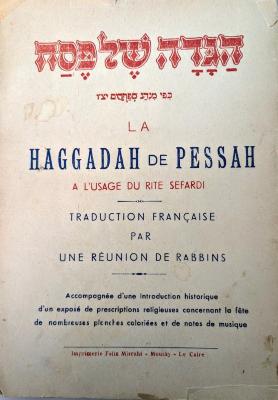 הַגָּדָה שֶׁל פֶּסַח
כפי מנהג ספרדים יצו
LA
HAGGADAH DE PESSAH
A L'USAGE DU RITE SEFARDI
TRADUCTION FRANÇAISE
PAR
UNE RÉUNION DE RABBINS
Accompagnée d'une introduction historique
d'un exposé de prescriptions religieuses concernant la fête
de nombreuses planches coloriées et de notes de musique
Imprimerie Felix Mizrahi - Mousky - Le Caire